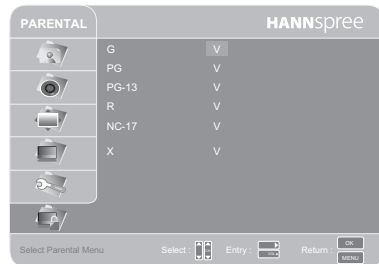 PARENTAL
HANNspree
G V
PG V
PG-13 V
R V
NC-17 V
X V
Select Parental Menu Select : Entry : Return : OK
MENU